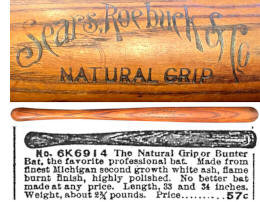 Sears, Roebuck & Co
NATURAL GRIP
No. 6K6914 The Natural Grip or Bunter
Bat, the favorite professional bat. Made from
finest Michigan second growth white ash, flame
burnt finish, highly polished. No better bat
made at any price. Length, 33 and 34 inches.
Weight, about 2¾ pounds. Price........57c